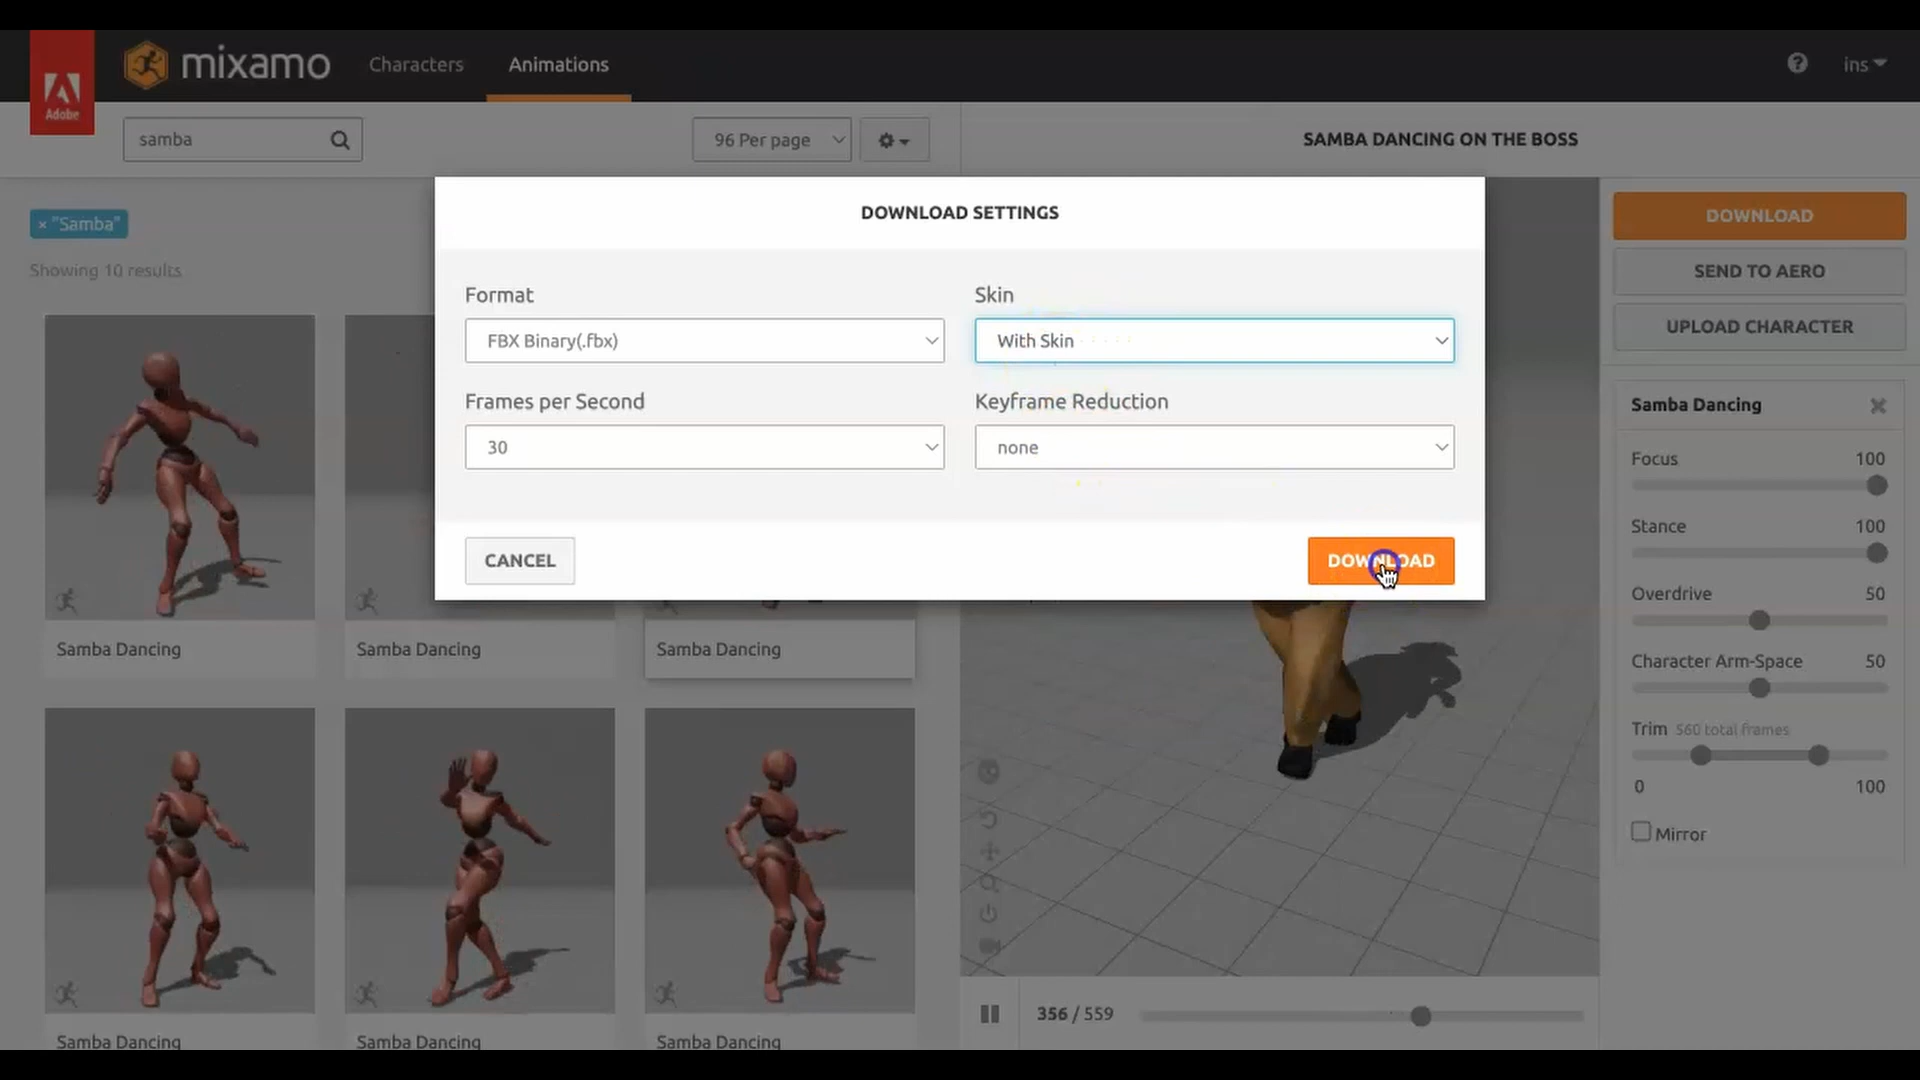 Adobe
mixamo
Characters
Animations
ins
samba
96 Per page
SAMBA DANCING ON THE BOSS
× "Samba"
Showing 10 results
DOWNLOAD SETTINGS
Format
Skin
FBX Binary(.fbx)
With Skin
Frames per Second
Keyframe Reduction
30
none
CANCEL
DOWNLOAD
DOWNLOAD
SEND TO AERO
UPLOAD CHARACTER
Samba Dancing
Focus 100
Stance 100
Overdrive 50
Character Arm-Space 50
Trim 560 total frames
0 100
Mirror
Samba Dancing
Samba Dancing
Samba Dancing
Samba Dancing
Samba Dancing
Samba Dancing
356 / 559